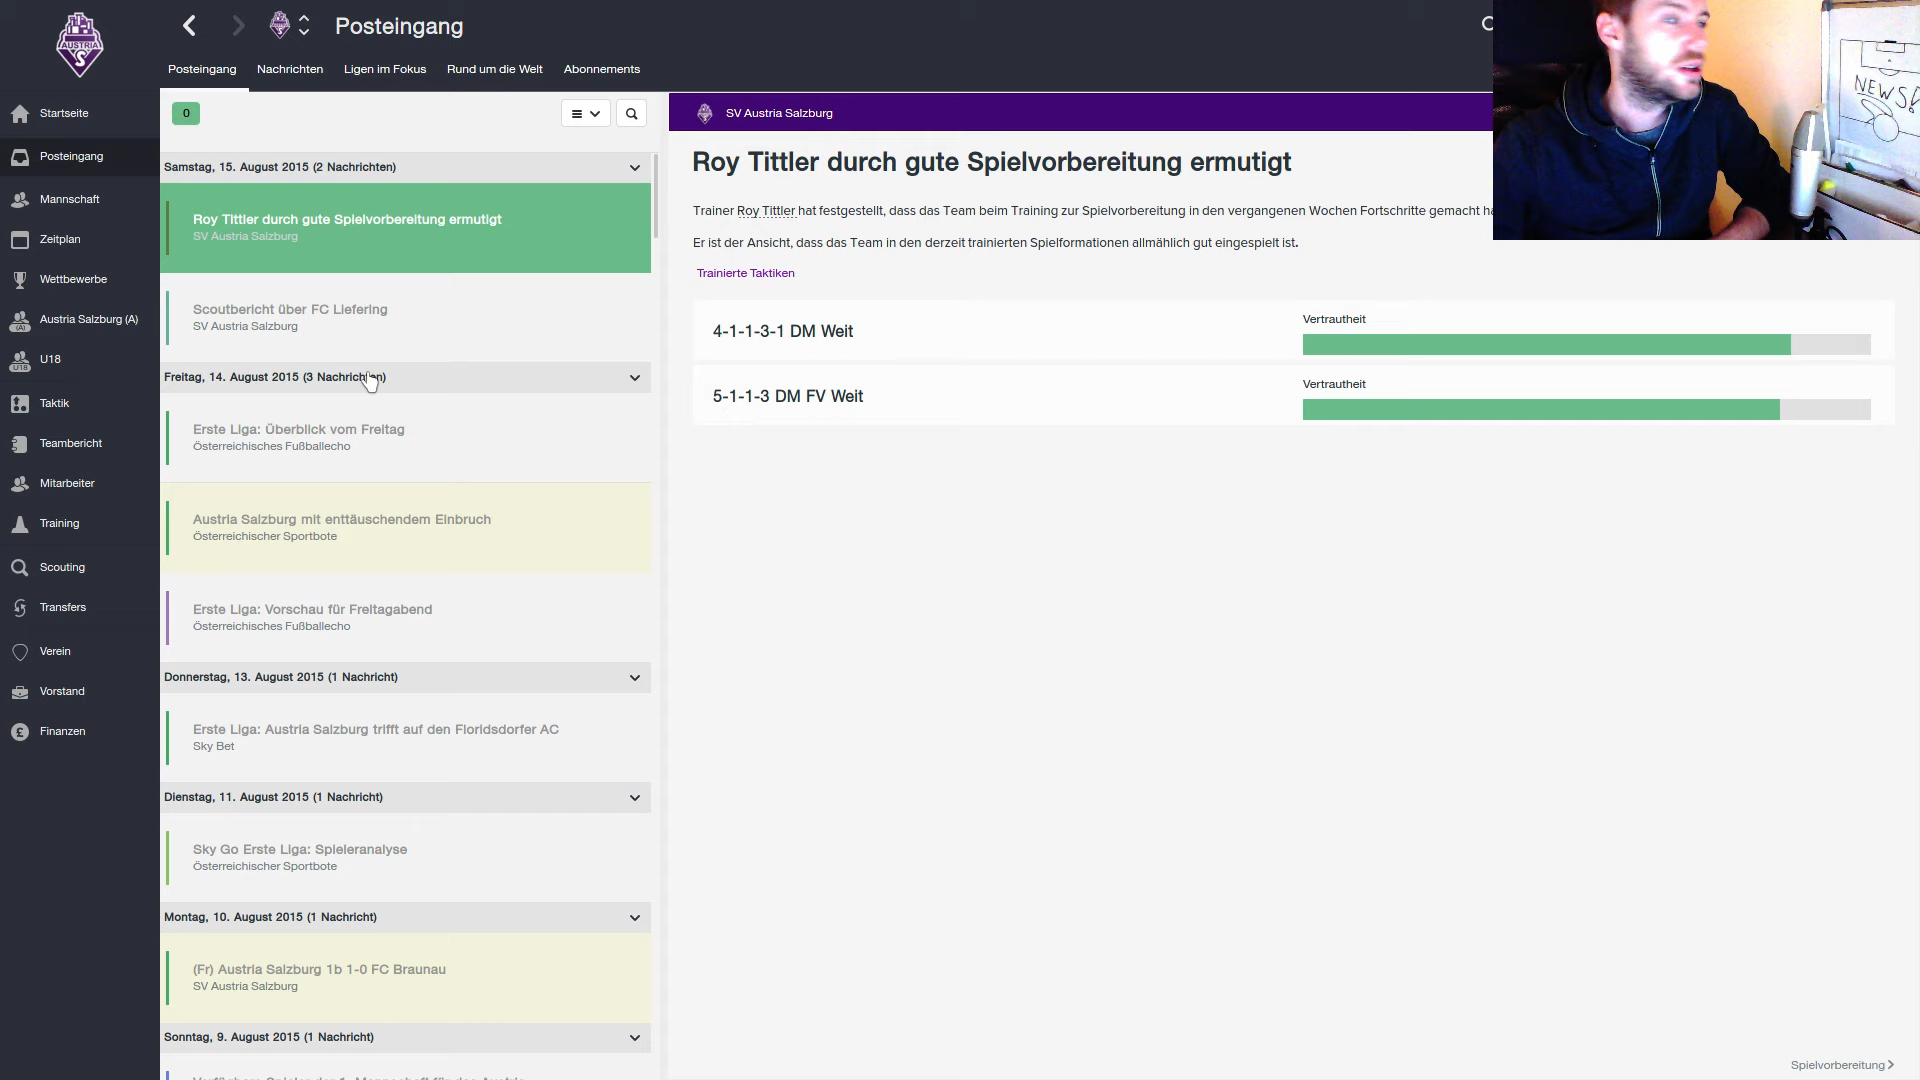 Posteingang
Posteingang
Nachrichten
Ligen im Fokus
Rund um die Welt
Abonnements
AUSTRIA
S
Startseite
Posteingang
Mannschaft
Zeitplan
Wettbewerbe
Austria Salzburg (A)
U18
Taktik
Teambericht
Mitarbeiter
Training
Scouting
Transfers
Verein
Vorstand
Finanzen
0
Samstag, 15. August 2015 (2 Nachrichten)
Roy Tittler durch gute Spielvorbereitung ermutigt
SV Austria Salzburg
Scoutbericht über FC Liefering
SV Austria Salzburg
Freitag, 14. August 2015 (3 Nachrichten)
Erste Liga: Überblick vom Freitag
Österreichisches Fußballecho
Austria Salzburg mit enttäuschendem Einbruch
Österreichischer Sportbote
Erste Liga: Vorschau für Freitagabend
Österreichisches Fußballecho
Donnerstag, 13. August 2015 (1 Nachricht)
Erste Liga: Austria Salzburg trifft auf den Floridsdorfer AC
Sky Bet
Dienstag, 11. August 2015 (1 Nachricht)
Sky Go Erste Liga: Spieleranalyse
Österreichischer Sportbote
Montag, 10. August 2015 (1 Nachricht)
(Fr) Austria Salzburg 1b 1-0 FC Braunau
SV Austria Salzburg
Sonntag, 9. August 2015 (1 Nachricht)
SV Austria Salzburg
Roy Tittler durch gute Spielvorbereitung ermutigt
Trainer Roy Tittler hat festgestellt, dass das Team beim Training zur Spielvorbereitung in den vergangenen Wochen Fortschritte gemacht
Er ist der Ansicht, dass das Team in den derzeit trainierten Spielformationen allmählich gut eingespielt ist.
Trainierte Taktiken
4-1-1-3-1 DM Weit
Vertrautheit
5-1-1-3 DM FV Weit
Vertrautheit
Spielvorbereitung
NEWS!